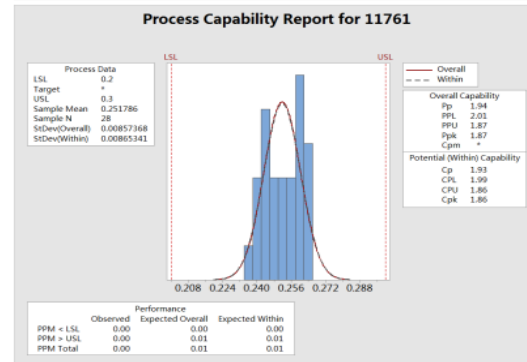 Process Capability Report for 11761
LSL USL
Process Data
LSL 0.2
Target *
USL 0.3
Sample Mean 0.251786
Sample N 28
StDev(Overall) 0.00857368
StDev(Within) 0.00865341
Overall
Within
Overall Capability
Pp 1.94
PPL 2.01
PPU 1.87
Ppk 1.87
Cpm *
Potential (Within) Capability
Cp 1.93
CPL 1.99
CPU 1.86
Cpk 1.86
0.208 0.224 0.240 0.256 0.272 0.288
Performance
Observed Expected Overall Expected Within
PPM < LSL 0.00 0.00 0.00
PPM > USL 0.00 0.01 0.01
PPM Total 0.00 0.01 0.01